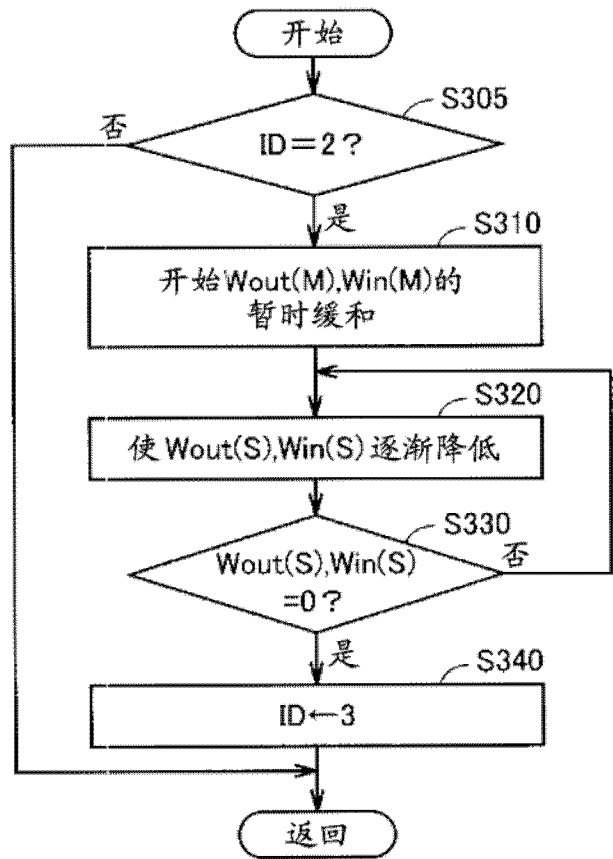 开始
S305
否
ID=2?
是
S310
开始Wout(M),Win(M)的
暂时缓和
S320
使Wout(S),Win(S)逐渐降低
S330
Wout(S),Win(S)
=0?
否
是
S340
ID←3
返回